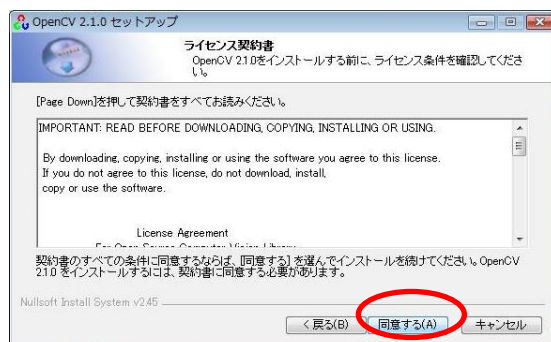 OpenCV 2.1.0 セットアップ
ライセンス契約書
OpenCV 2.1.0をインストールする前に、ライセンス条件を確認してくださ
い。
[Page Down]を押して契約書をすべてお読みください。
IMPORTANT: READ BEFORE DOWNLOADING, COPYING, INSTALLING OR USING.
By downloading, copying, installing or using the software you agree to this license.
If you do not agree to this license, do not download, install,
copy or use the software.
License Agreement
For Open Source Computer Vision Library
契約書のすべての条件に同意するならば、[同意する] を選んでインストールを続けてください。OpenCV
2.1.0 をインストールするには、契約書に同意する必要があります。
Nullsoft Install System v2.45
< 戻る(B)
同意する(A)
キャンセル